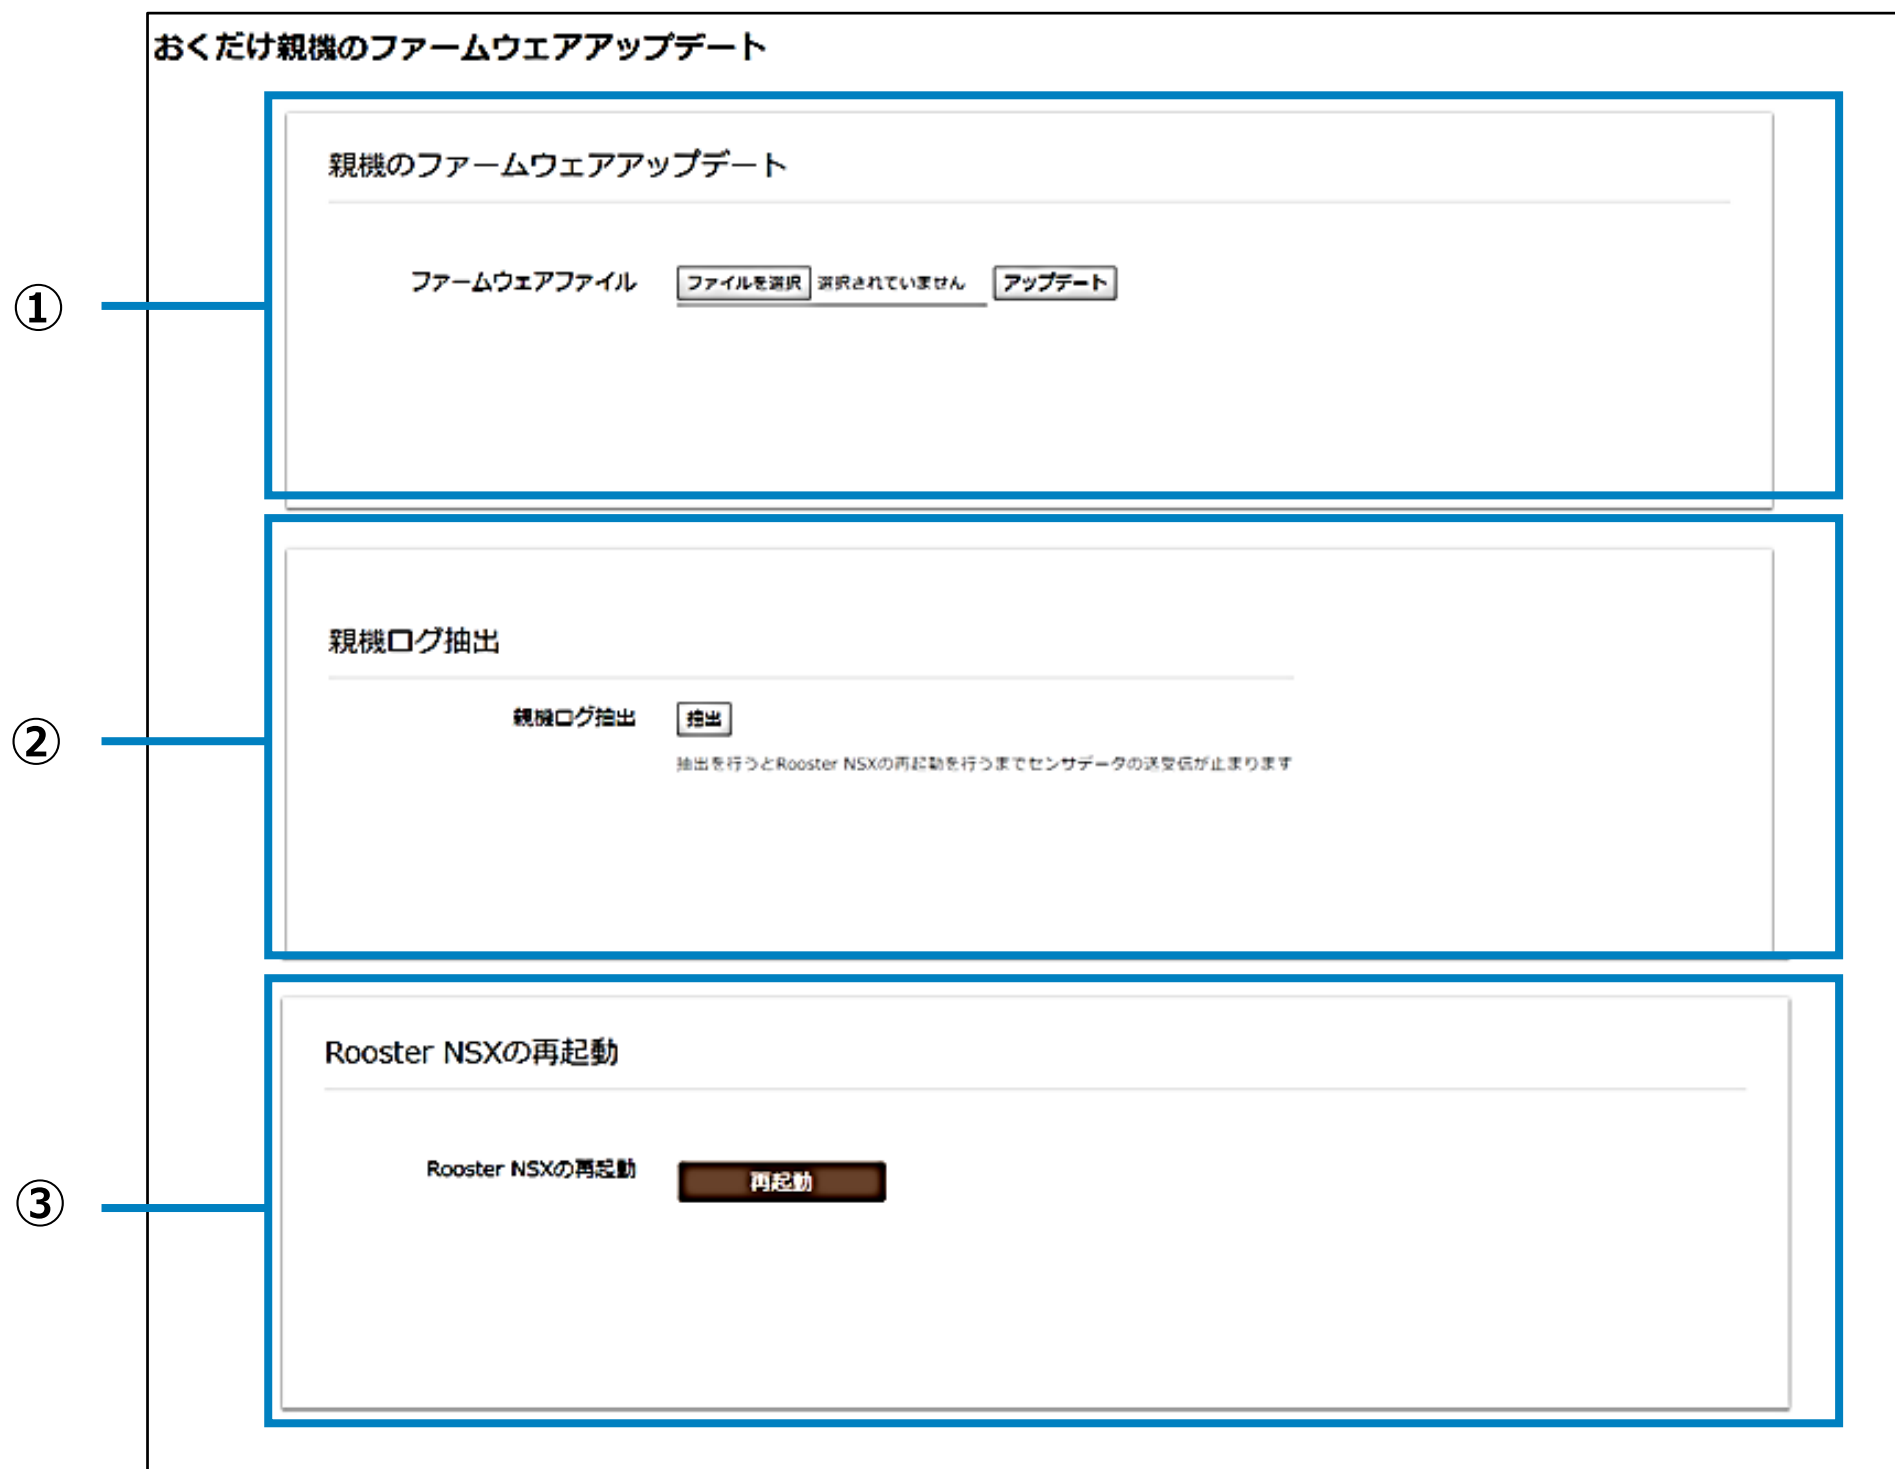 おくだけ親機のファームウェアアップデート
①
親機のファームウェアアップデート
ファームウェアファイル ファイルを選択 選択されていません アップデート
②
親機ログ抽出
親機ログ抽出 抽出
抽出を行うとRooster NSXの再起動を行うまでセンサデータの送受信が止まります
③
Rooster NSXの再起動
Rooster NSXの再起動 再起動